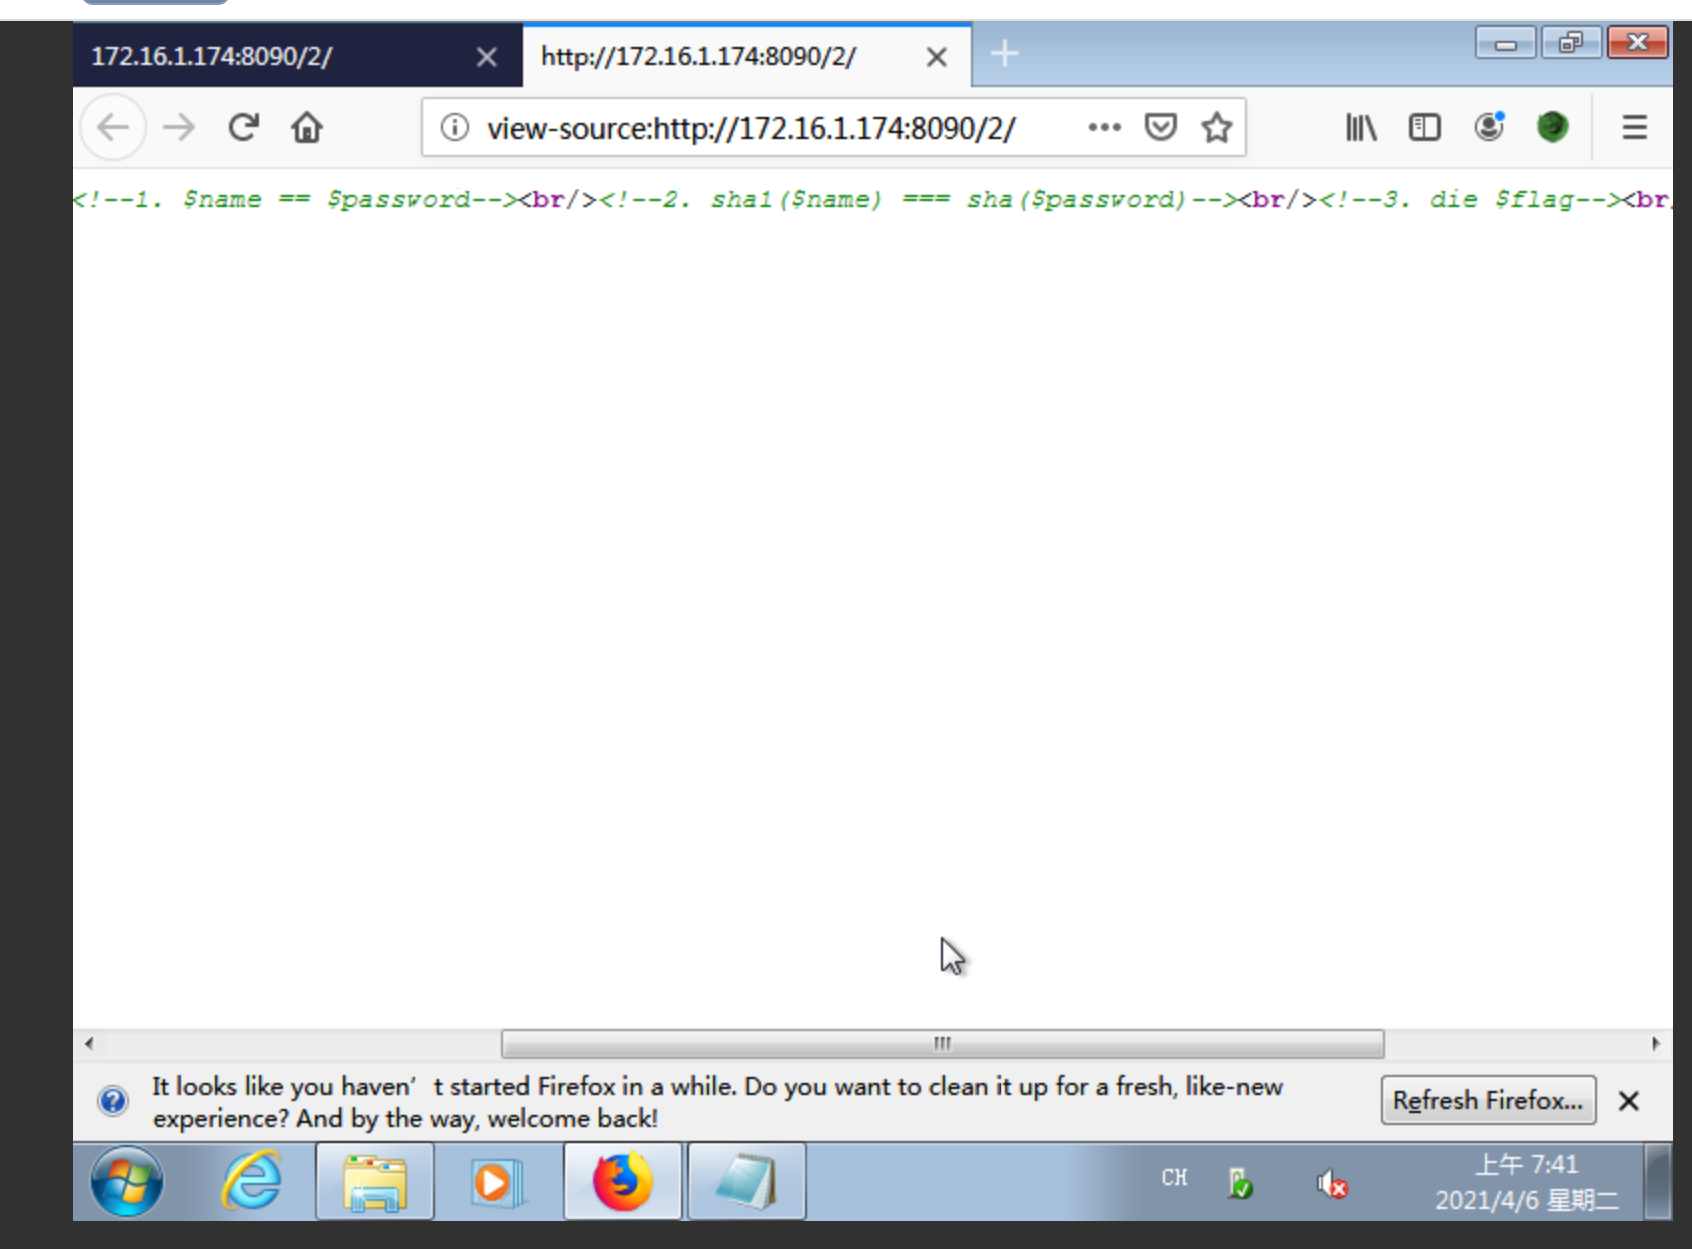 172.16.1.174:8090/2/
http://172.16.1.174:8090/2/
view-source:http://172.16.1.174:8090/2/
<!--1. $name == $password--><br/><!--2. sha1($name) === sha($password)--><br/><!--3. die $flag--><br
It looks like you haven’t started Firefox in a while. Do you want to clean it up for a fresh, like-new
experience? And by the way, welcome back!
Refresh Firefox...
CH
上午 7:41
2021/4/6 星期二